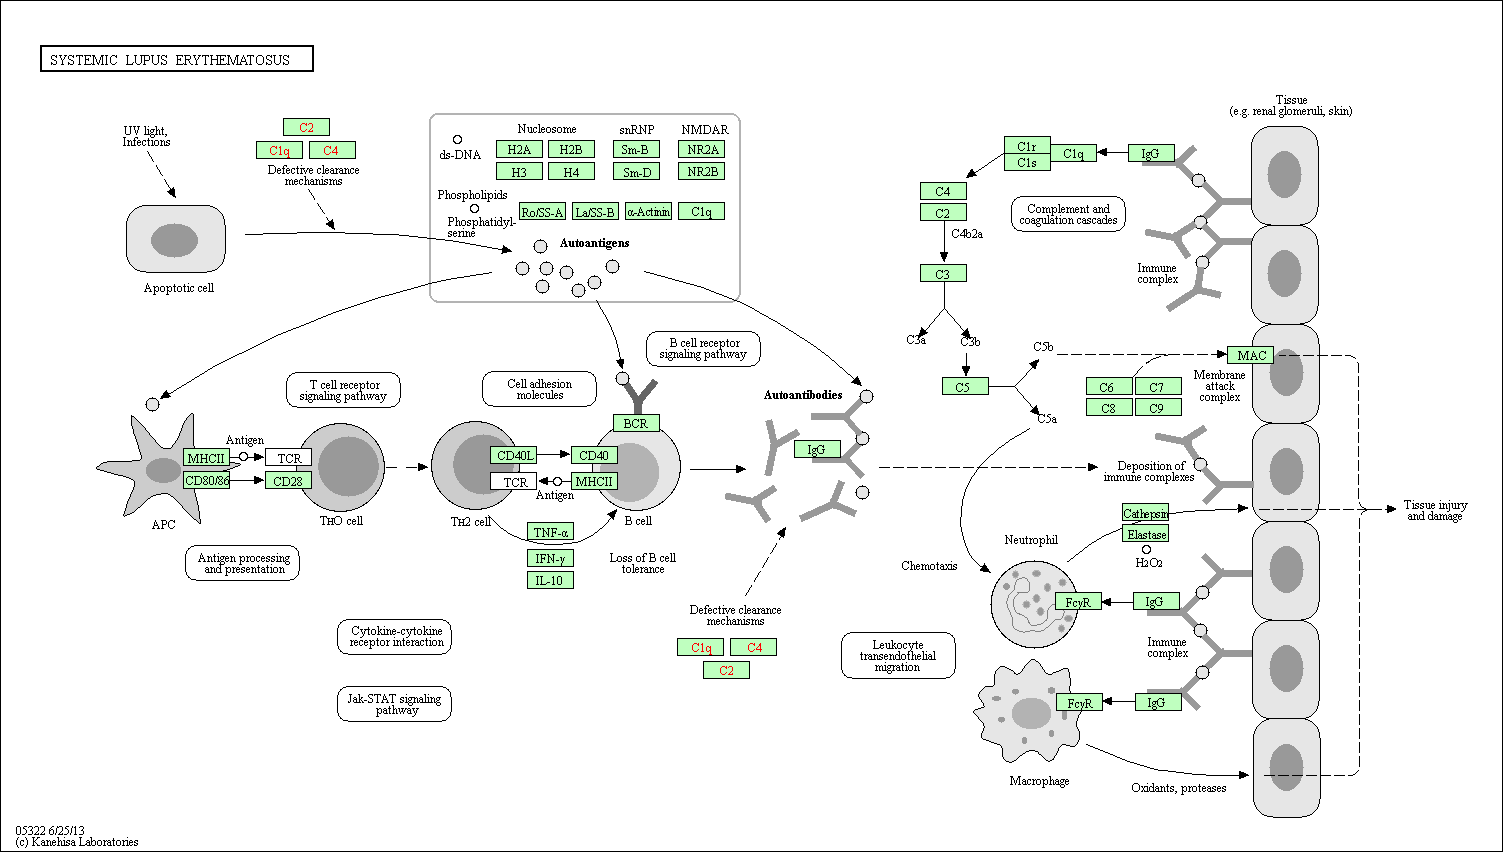 SYSTEMIC LUPUS ERYTHEMATOSUS
UV light,
Infections
C2
C1q
C4
Defective clearance
mechanisms
Apoptotic cell
ds-DNA
Nucleosome
snRNP
NMDAR
H2A
H2B
Sm-B
NR2A
H3
H4
Sm-D
NR2B
Phospholipids
Phosphatidyl-
serine
Ro/SS-A
La/SS-B
α-Actinin
C1q
Autoantigens
Tissue
(e.g. renal glomeruli, skin)
C1r
C1s
C1q
IgG
C4
C2
C4b2a
Complement and
coagulation cascades
C3
Immune
complex
C3a
C3b
C5b
C5
C5a
MAC
Membrane
attack
complex
C6
C7
C8
C9
B cell receptor
signaling pathway
T cell receptor
signaling pathway
Cell adhesion
molecules
Autoantibodies
BCR
IgG
Antigen
MHCII
TCR
CD80/86
CD28
APC
TH0 cell
CD40L
CD40
TCR
MHCII
Antigen
TH2 cell
B cell
TNF-α
IFN-γ
IL-10
Loss of B cell
tolerance
Antigen processing
and presentation
Deposition of
immune complexes
Cathepsin
Elastase
H2O2
Tissue injury
and damage
Neutrophil
Chemotaxis
FcγR
IgG
Immune
complex
Defective clearance
mechanisms
C1q
C4
C2
Cytokine-cytokine
receptor interaction
Leukocyte
transendothelial
migration
Jak-STAT signaling
pathway
FcγR
IgG
Macrophage
Oxidants, proteases
05322 6/25/13
(c) Kanehisa Laboratories